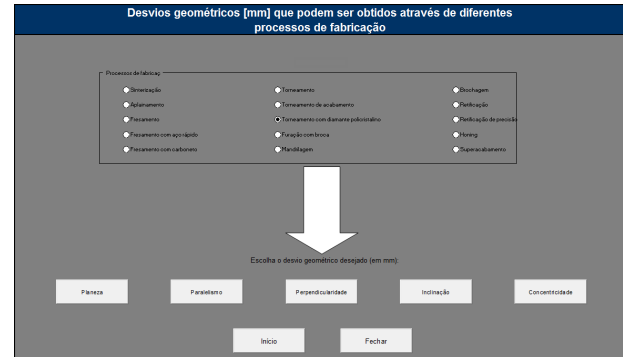 Desvios geométricos [mm] que podem ser obtidos através de diferentes
processos de fabricação
Processos de fabricaç
Sinterização
Torneamento
Brochagem
Aplainamento
Torneamento de acabamento
Retificação
Fresamento
Torneamento com diamante policristalino
Retificação de precisão
Fresamento com aço rápido
Furação com broca
Honing
Fresamento com carboneto
Mandrilagem
Superacabamento
Escolha o desvio geométrico desejado (em mm):
Planeza
Paralelismo
Perpendicularidade
Inclinação
Concentricidade
Início
Fechar